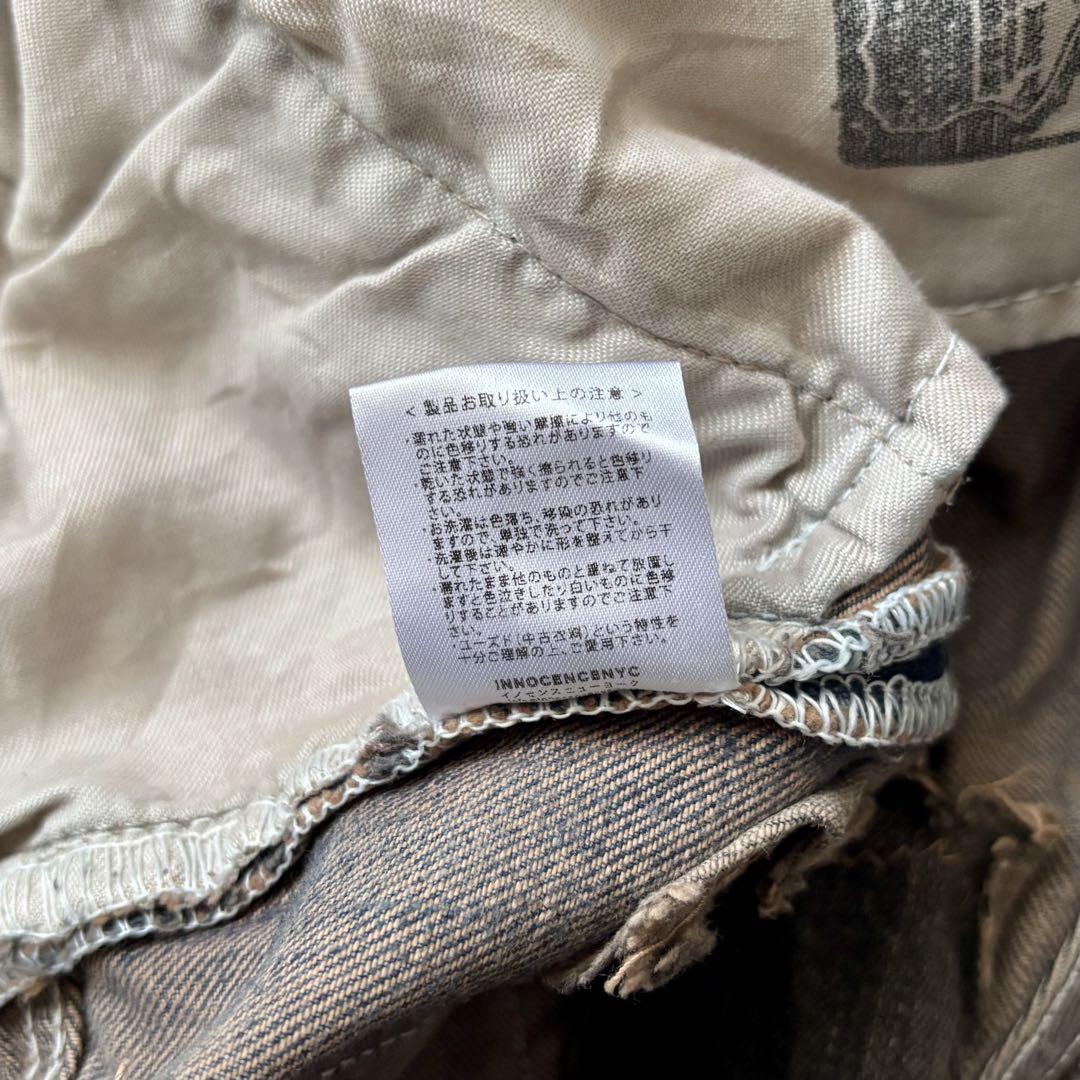 < 製品お取り扱い上の注意 >
・濡れた状態や強い摩擦により他のも
のに色移りする恐れがありますので
ご注意下さい。
・乾いた状態で強く擦られると色移り
する恐れがありますのでご注意下
さい。
・お洗濯は色落ち、移染の恐れがあり
ますので、単独で洗って下さい。
・洗濯後は速やかに形を整えてから干
して下さい。
・濡れたまま他のものと重ねて放置し
ますと色泣きしたり白いものに色移
りすることがありますのでご注意下
さい。
・ユーズド(中古衣料)という特性を
十分ご理解の上、ご使用下さい。
INNOCENCENYC
イノセンスニューヨーク